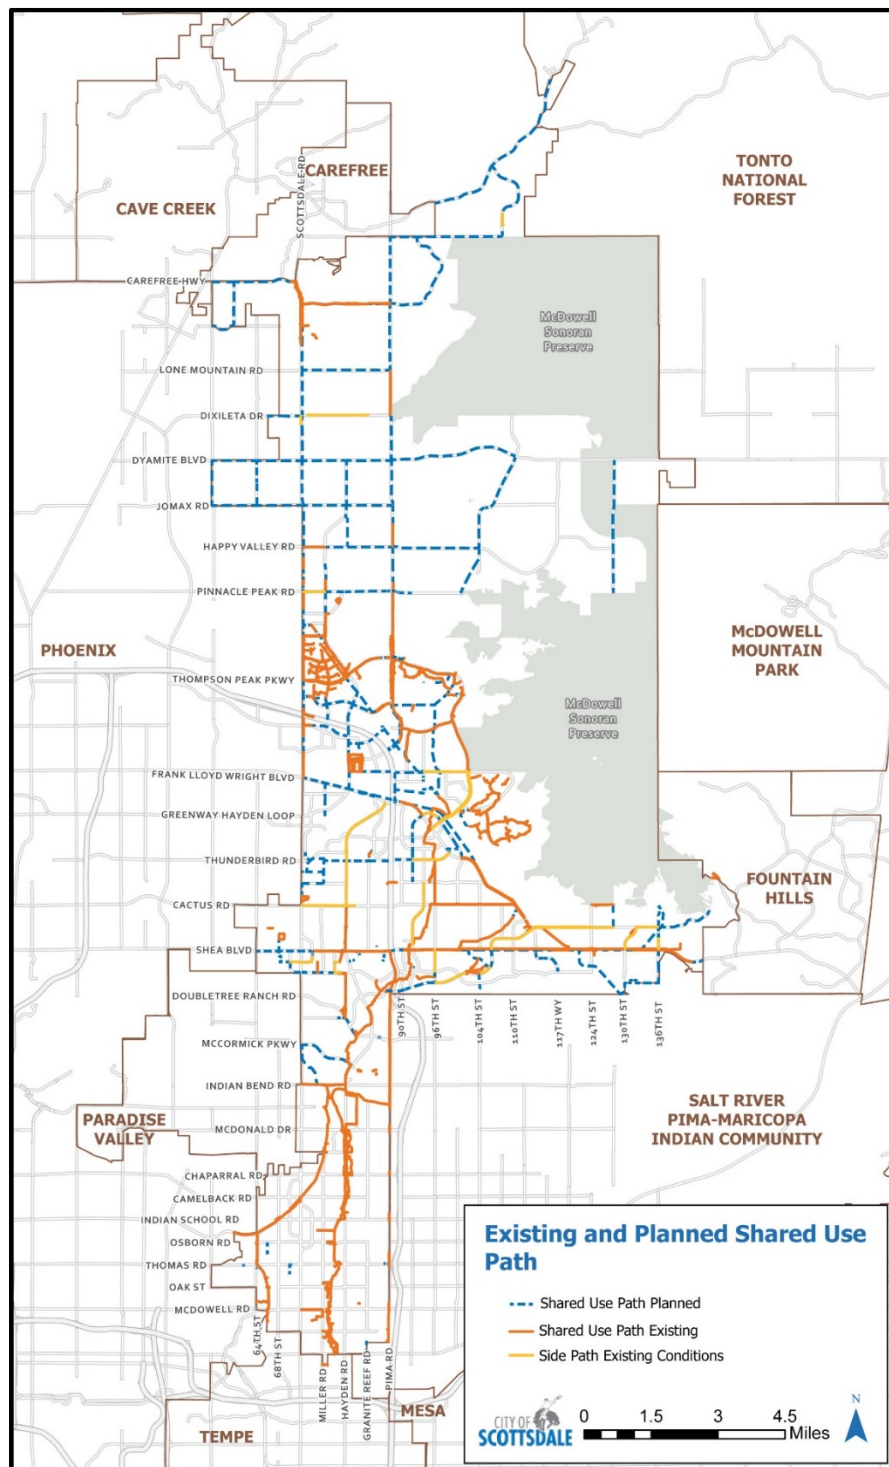 CAREFREE
CAVE CREEK
SCOTTSDALE RD
TONTO
NATIONAL
FOREST
CAREFREE HWY
McDowell
Sonoran
Preserve
LONE MOUNTAIN RD
DIXILETA DR
DYAMITE BLVD
JOMAX RD
HAPPY VALLEY RD
PINNACLE PEAK RD
PHOENIX
McDOWELL
MOUNTAIN
PARK
THOMPSON PEAK PKWY
McDowell
Sonoran
Preserve
FRANK LLOYD WRIGHT BLVD
GREENWAY HAYDEN LOOP
THUNDERBIRD RD
CACTUS RD
FOUNTAIN
HILLS
SHEA BLVD
DOUBLETREE RANCH RD
90TH ST
96TH ST
104TH ST
110TH ST
117TH WY
124TH ST
130TH ST
136TH ST
MCCORMICK PKWY
INDIAN BEND RD
PARADISE
VALLEY
MCDONALD DR
SALT RIVER
PIMA-MARICOPA
INDIAN COMMUNITY
CHAPARRAL RD
CAMELBACK RD
INDIAN SCHOOL RD
OSBORN RD
THOMAS RD
OAK ST
MCDOWELL RD
64TH ST
68TH ST
MILLER RD
HAYDEN RD
GRANITE REEF RD
PIMA RD
TEMPE
MESA
Existing and Planned Shared Use
Path
Shared Use Path Planned
Shared Use Path Existing
Side Path Existing Conditions
CITY OF
SCOTTSDALE
0 1.5 3 4.5
Miles
N